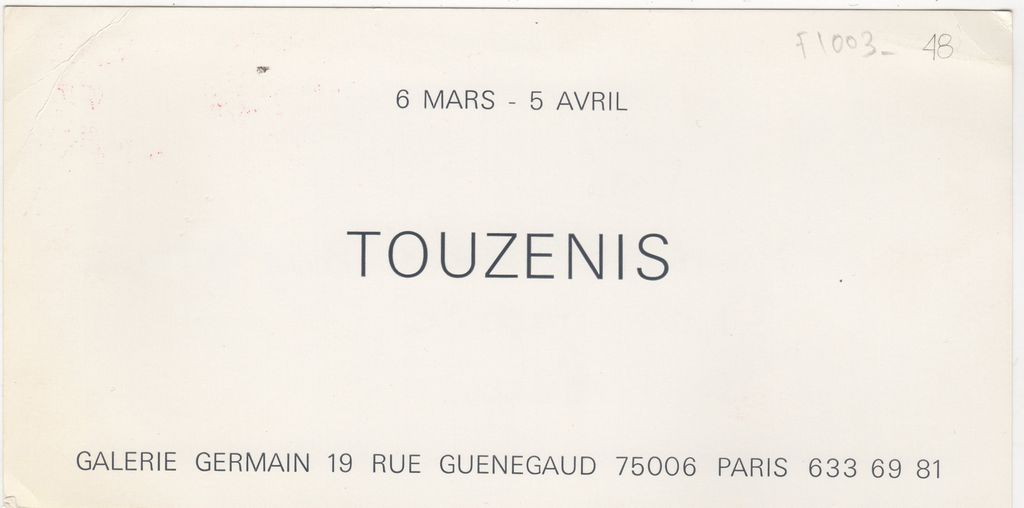 F1003_ 48
6 MARS - 5 AVRIL
TOUZENIS
GALERIE GERMAIN 19 RUE GUENEGAUD 75006 PARIS 633 69 81